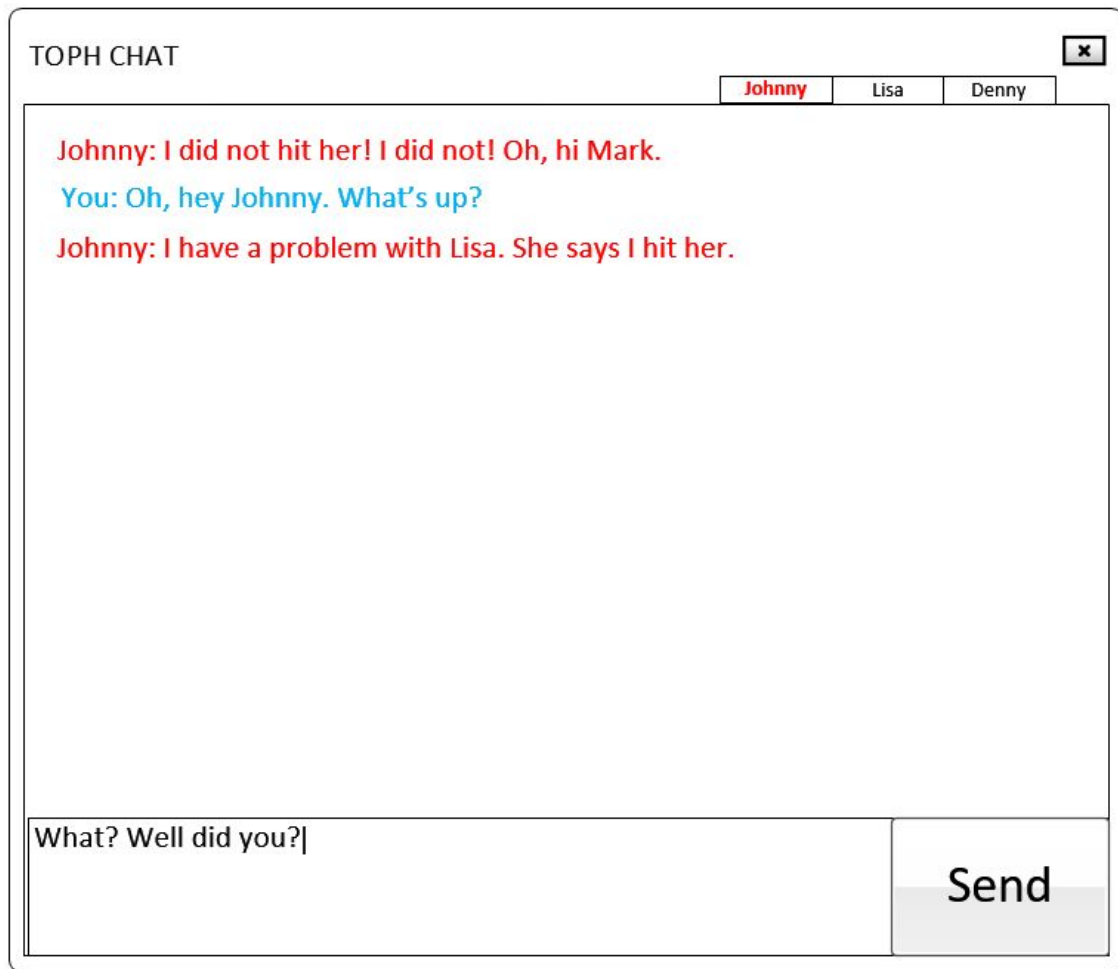 TOPH CHAT
Johnny Lisa Denny
Johnny: I did not hit her! I did not! Oh, hi Mark.
You: Oh, hey Johnny. What's up?
Johnny: I have a problem with Lisa. She says I hit her.
What? Well did you?
Send